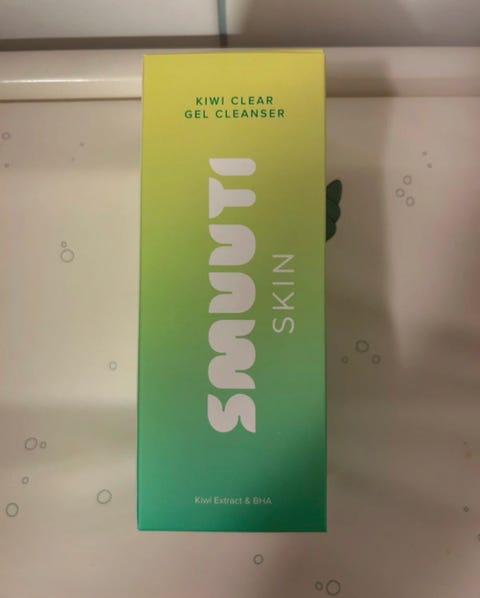 KIWI CLEAR
GEL CLEANSER
SMUUTI
SKIN
Kiwi Extract & BHA